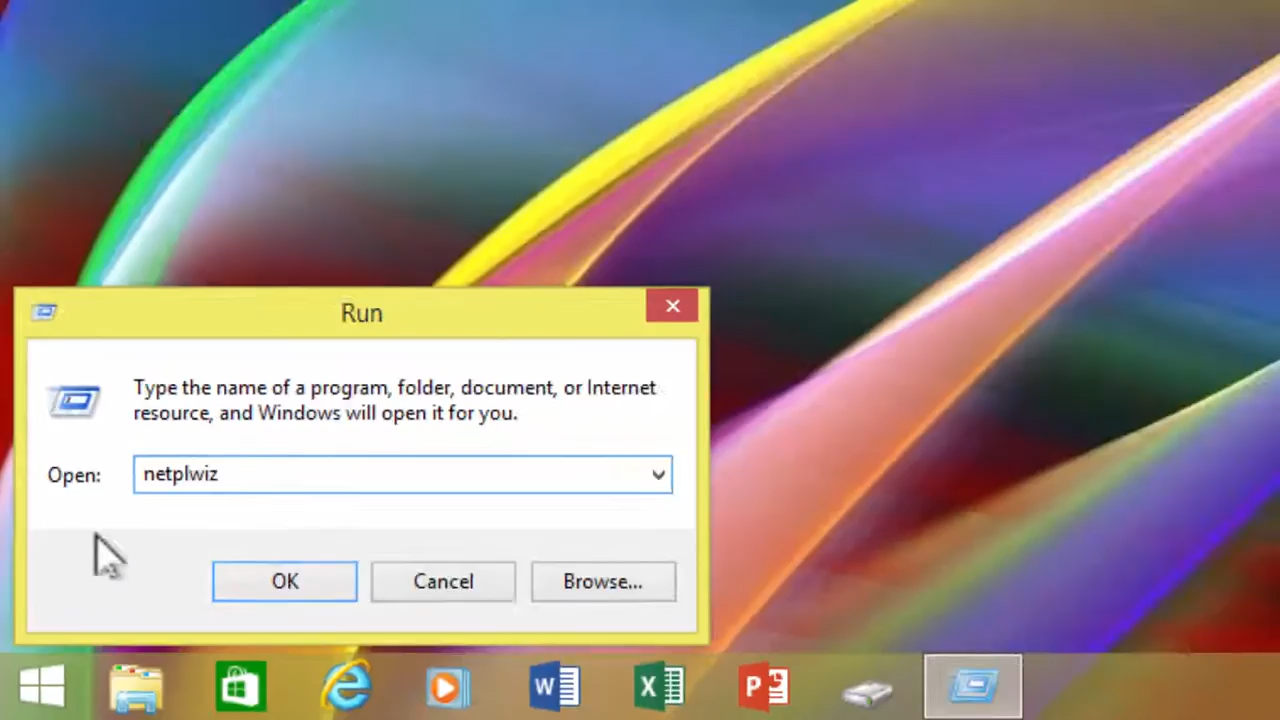 Run
Type the name of a program, folder, document, or Internet
resource, and Windows will open it for you.
Open: netplwiz
OK Cancel Browse...